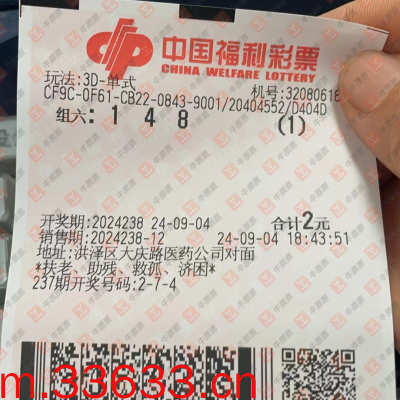 中国福利彩票
CHINA WELFARE LOTTERY
玩法:3D-单式 机号:32080616
CF9C-0F61-CB22-0843-9001/20404552/D404D
组六: 1 4 8 (1)
开奖期:2024238 24-09-04 合计2元
销售期:2024238-12 24-09-04 18:43:51
地址:洪泽区大庆路医药公司对面
*扶老、助残、救孤、济困*
237期开奖号码:2-7-4
m.33633.cn